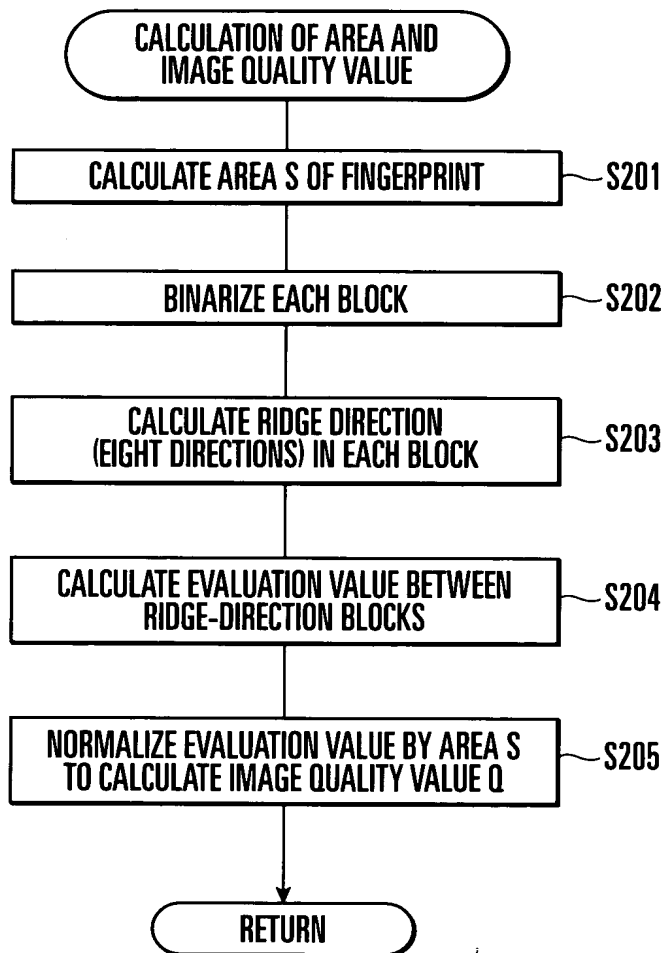 CALCULATION OF AREA AND
IMAGE QUALITY VALUE
CALCULATE AREA S OF FINGERPRINT
S201
BINARIZE EACH BLOCK
S202
CALCULATE RIDGE DIRECTION
(EIGHT DIRECTIONS) IN EACH BLOCK
S203
CALCULATE EVALUATION VALUE BETWEEN
RIDGE-DIRECTION BLOCKS
S204
NORMALIZE EVALUATION VALUE BY AREA S
TO CALCULATE IMAGE QUALITY VALUE Q
S205
RETURN